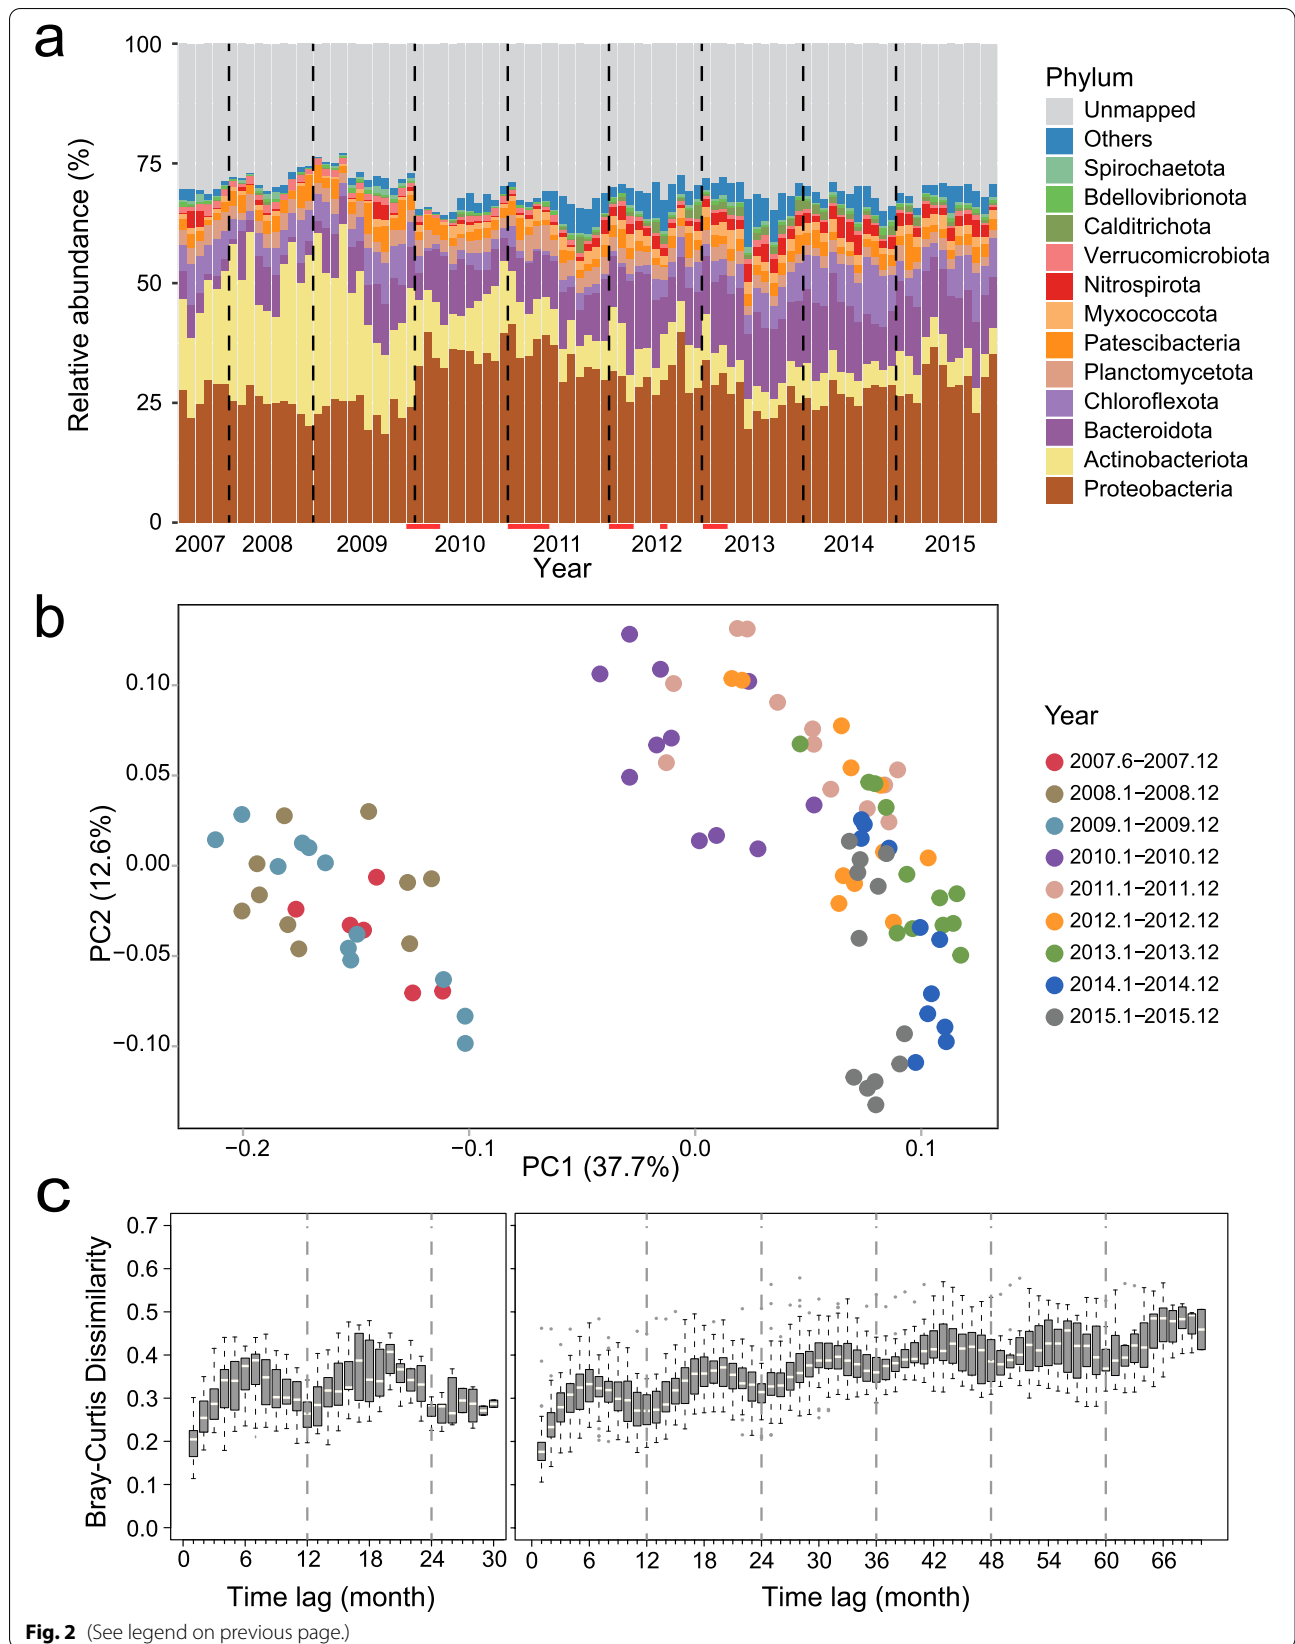 a
100
75
50
25
0
Relative abundance (%)
2007 2008 2009 2010 2011 2012 2013 2014 2015
Year
Phylum
Unmapped
Others
Spirochaetota
Bdellovibrionota
Calditrichota
Verrucomicrobiota
Nitrospirota
Myxococcota
Patescibacteria
Planctomycetota
Chloroflexota
Bacteroidota
Actinobacteriota
Proteobacteria
b
0.10
0.05
0.00
−0.05
−0.10
PC2 (12.6%)
−0.2 −0.1 0.0 0.1
PC1 (37.7%)
Year
2007.6−2007.12
2008.1−2008.12
2009.1−2009.12
2010.1−2010.12
2011.1−2011.12
2012.1−2012.12
2013.1−2013.12
2014.1−2014.12
2015.1−2015.12
c
0.7
0.6
0.5
0.4
0.3
0.2
0.1
0.0
Bray-Curtis Dissimilarity
0 6 12 18 24 30
Time lag (month)
0 6 12 18 24 30 36 42 48 54 60 66
Time lag (month)
Fig. 2 (See legend on previous page.)